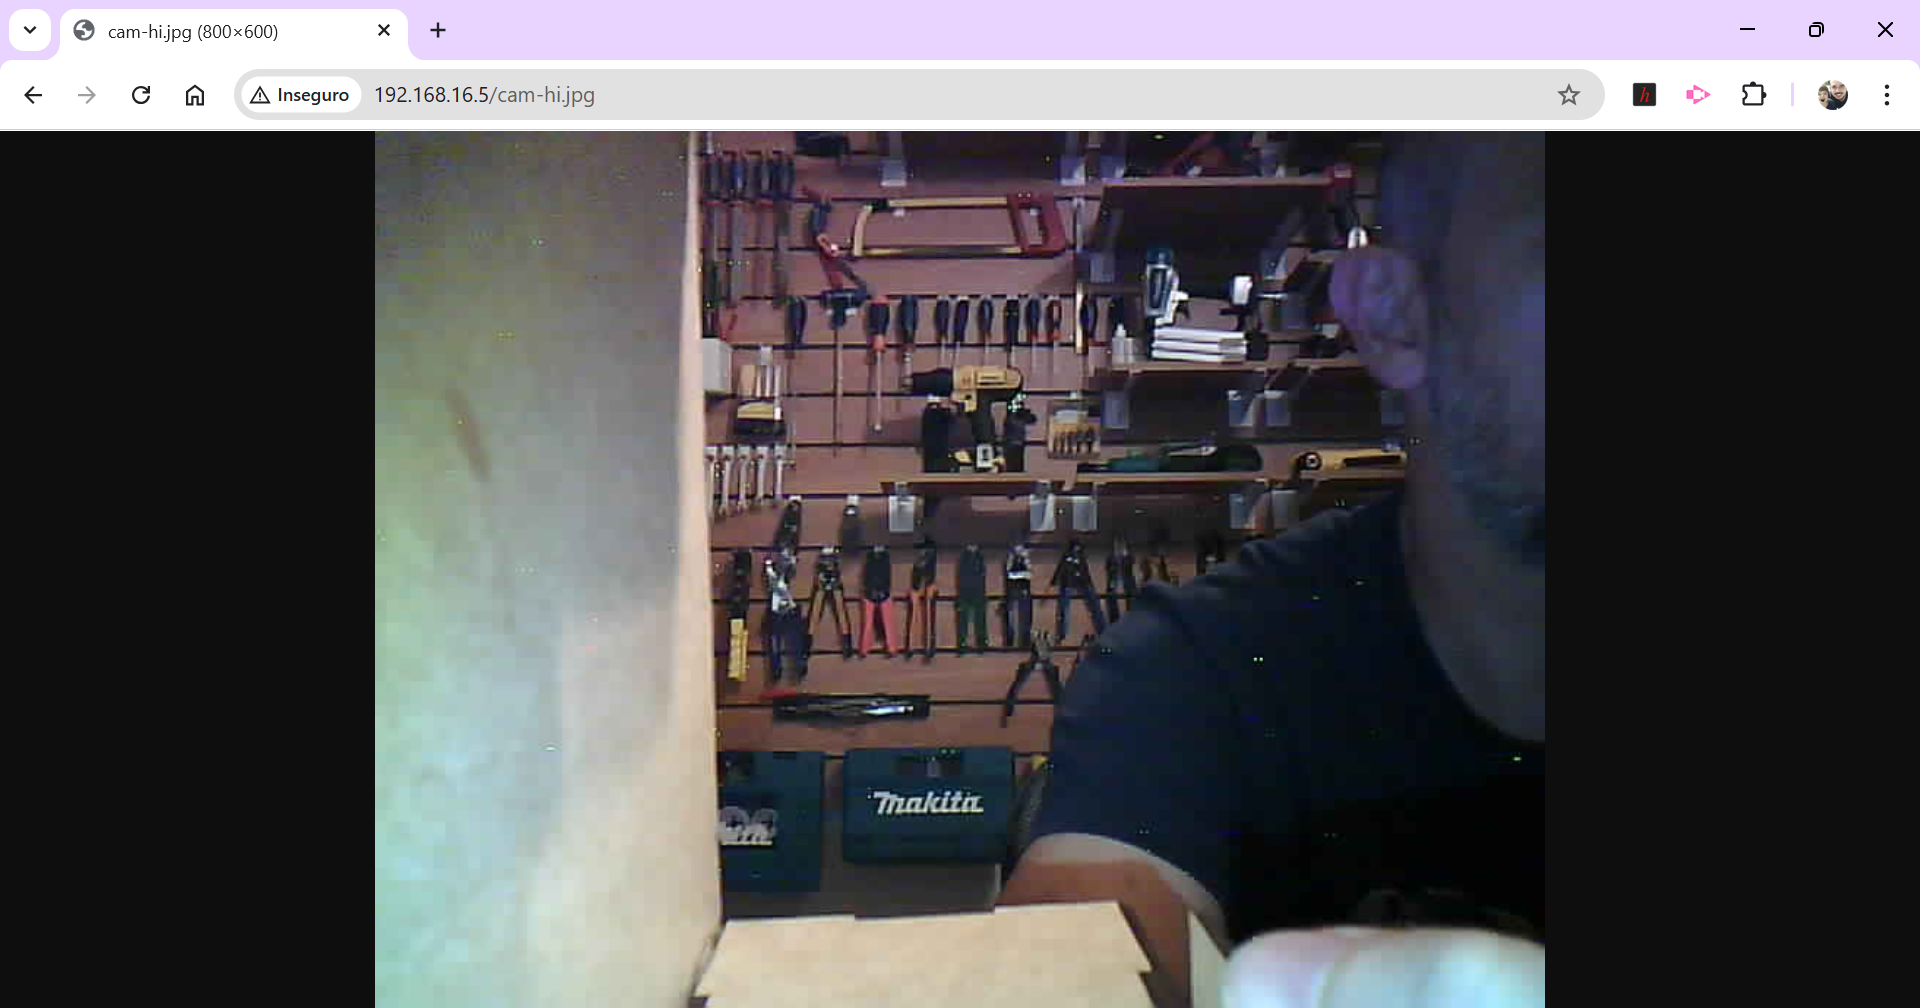 cam-hi.jpg (800×600)
Inseguro
192.168.16.5/cam-hi.jpg
h
makita